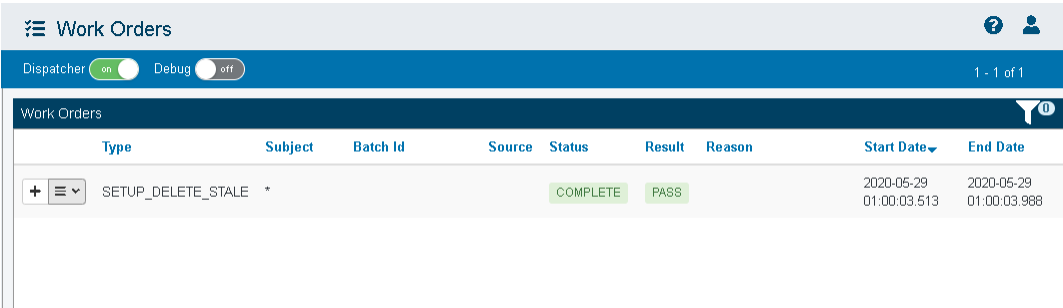 Work Orders
Dispatcher on Debug off
1 - 1 of 1
Work Orders 0
Type Subject Batch Id Source Status Result Reason Start Date End Date
SETUP_DELETE_STALE * COMPLETE PASS
2020-05-29 2020-05-29
01:00:03.513 01:00:03.988